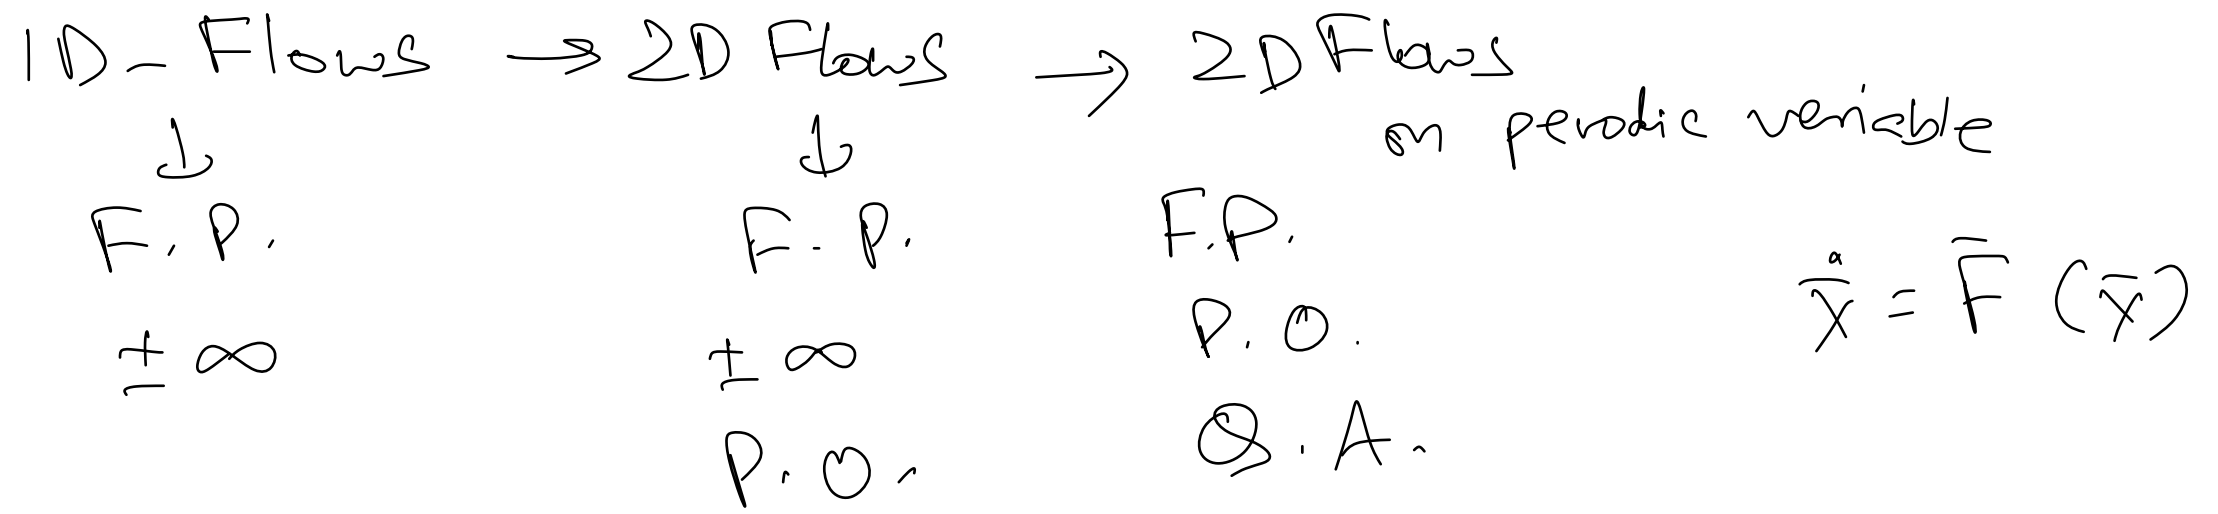 1D - Flows → 2D Flows → 2D Flows
on perodic veriable
↓ ↓
F.P. F.P. F.P.
± ∞ ± ∞ P.O.
P.O. Q.A.
ẋ̄ = F̄ (x̄)